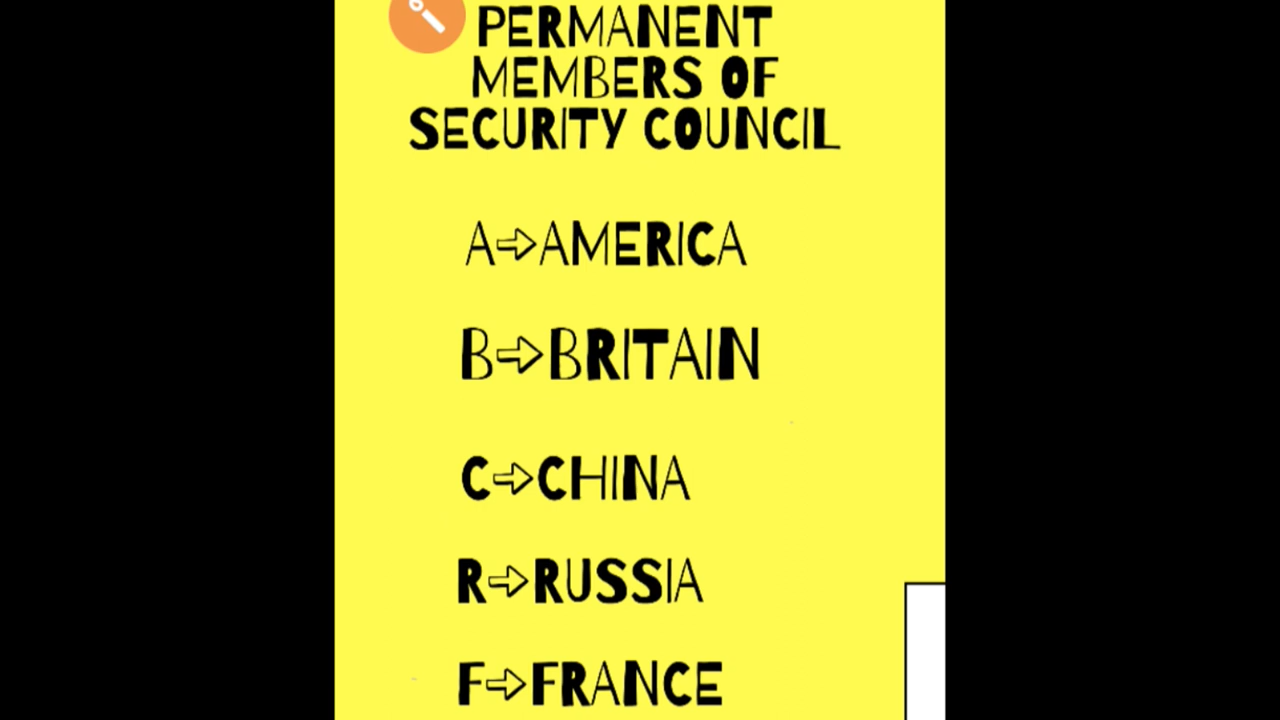 PERMANENT
MEMBERS OF
SECURITY COUNCIL
A⇨AMERICA
B⇨BRITAIN
C⇨CHINA
R⇨RUSSIA
F⇨FRANCE